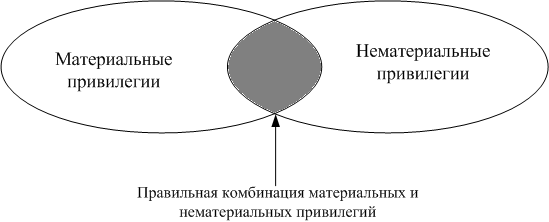 Материальные
привилегии
Нематериальные
привилегии
Правильная комбинация материальных и
нематериальных привилегий